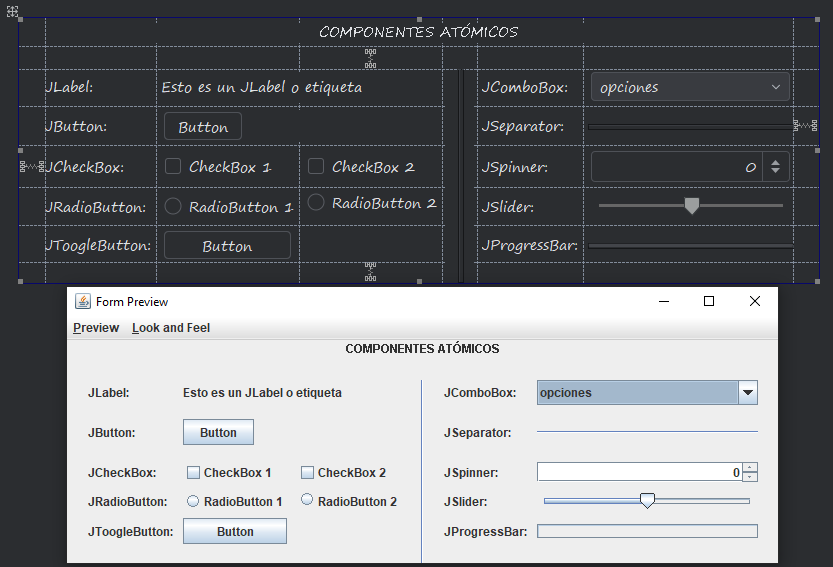 COMPONENTES ATÓMICOS
JLabel: Esto es un JLabel o etiqueta JComboBox: opciones
JButton: Button JSeparator:
JCheckBox: CheckBox 1 CheckBox 2 JSpinner: 0
JRadioButton: RadioButton 1 RadioButton 2 JSlider:
JToogleButton: Button JProgressBar:
Form Preview
Preview Look and Feel
COMPONENTES ATÓMICOS
JLabel: Esto es un JLabel o etiqueta JComboBox: opciones
JButton: Button JSeparator:
JCheckBox: CheckBox 1 CheckBox 2 JSpinner: 0
JRadioButton: RadioButton 1 RadioButton 2 JSlider:
JToogleButton: Button JProgressBar: